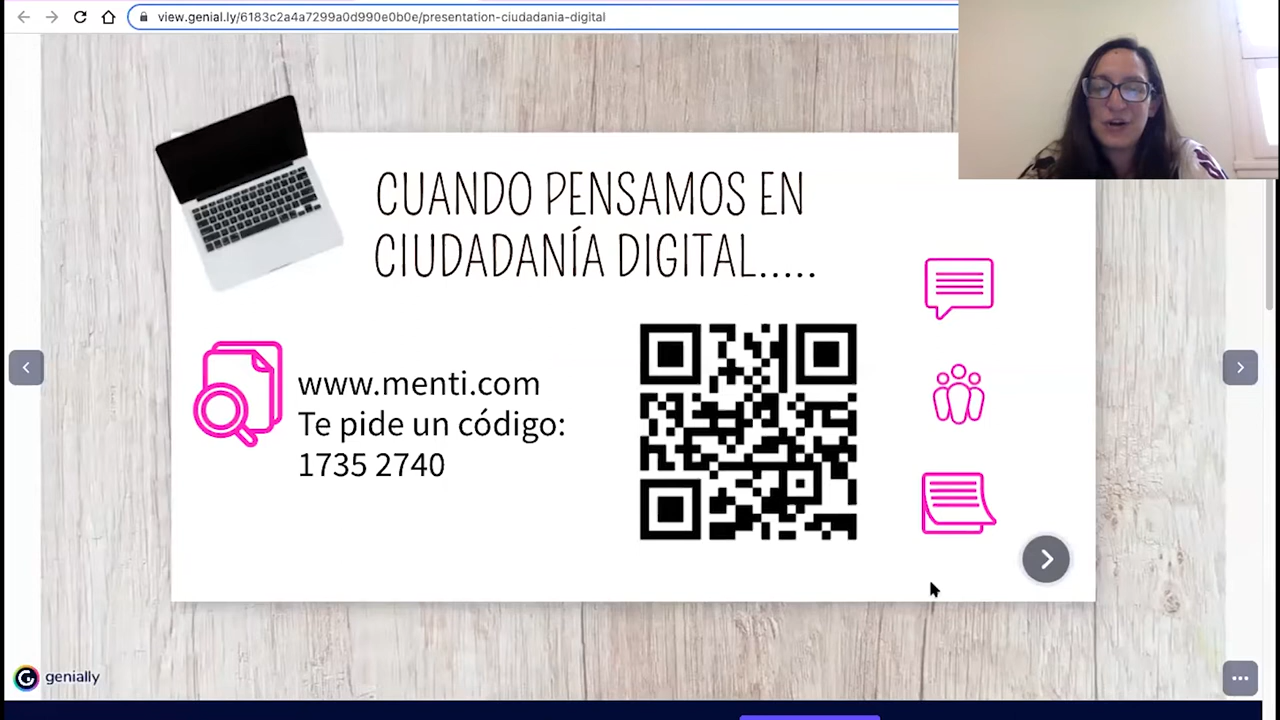 view.genial.ly/6183c2a4a7299a0d990e0b0e/presentation-ciudadania-digital
CUANDO PENSAMOS EN
CIUDADANÍA DIGITAL.....
www.menti.com
Te pide un código:
1735 2740
genially